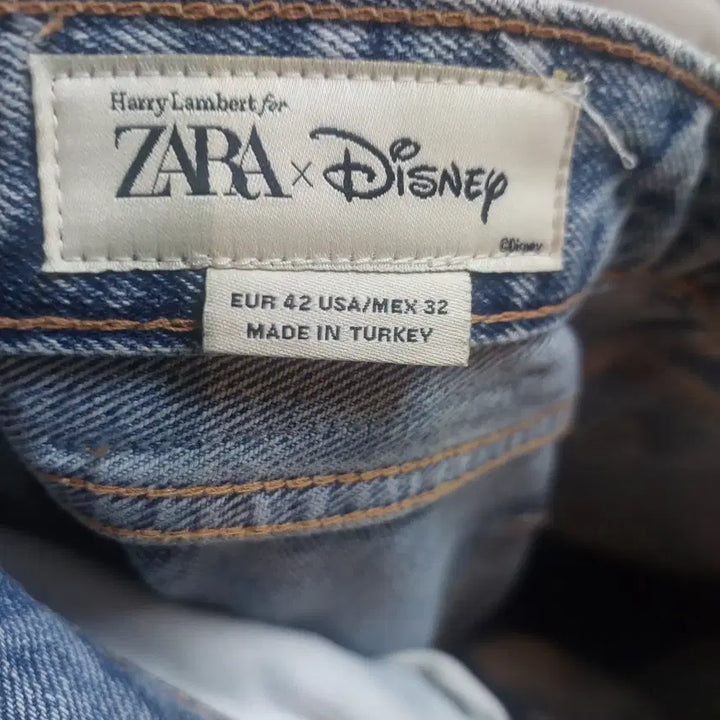 Harry Lambert for
ZARA × Disney
©Disney
EUR 42 USA/MEX 32
MADE IN TURKEY